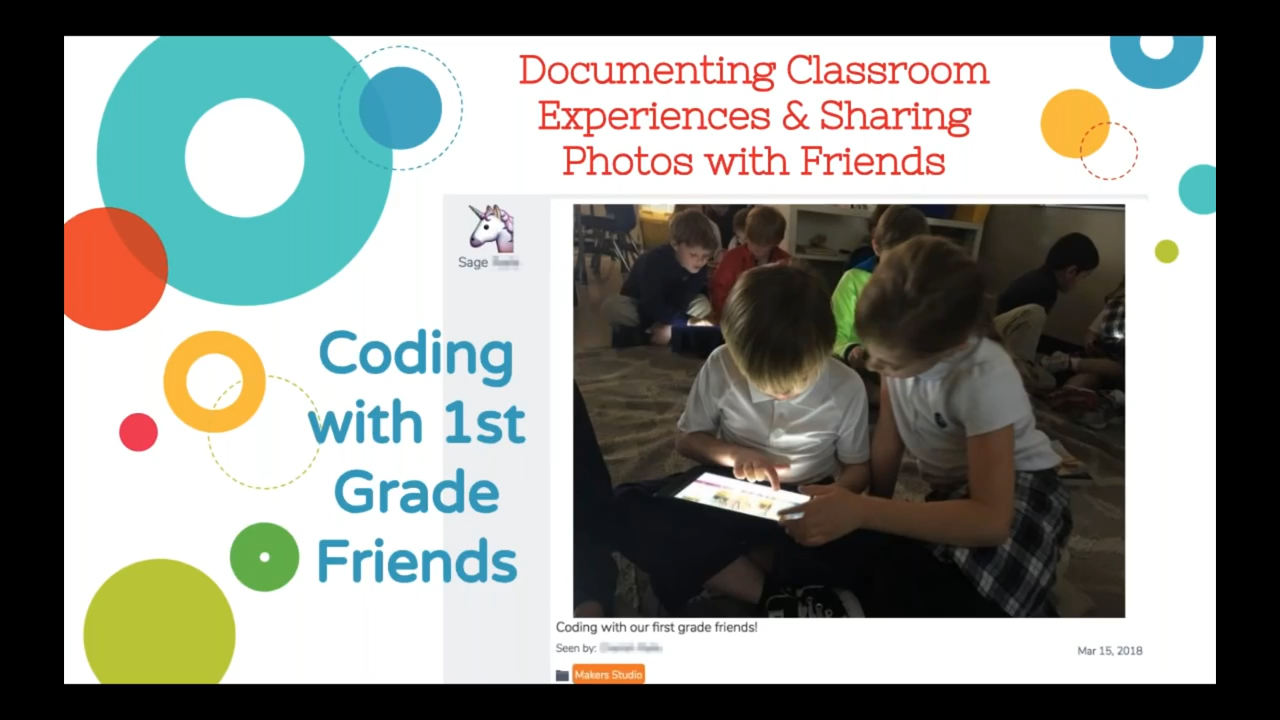 Documenting Classroom
Experiences & Sharing
Photos with Friends
Sage
Coding
with 1st
Grade
Friends
Coding with our first grade friends!
Seen by:
Mar 15, 2018
Makers Studio